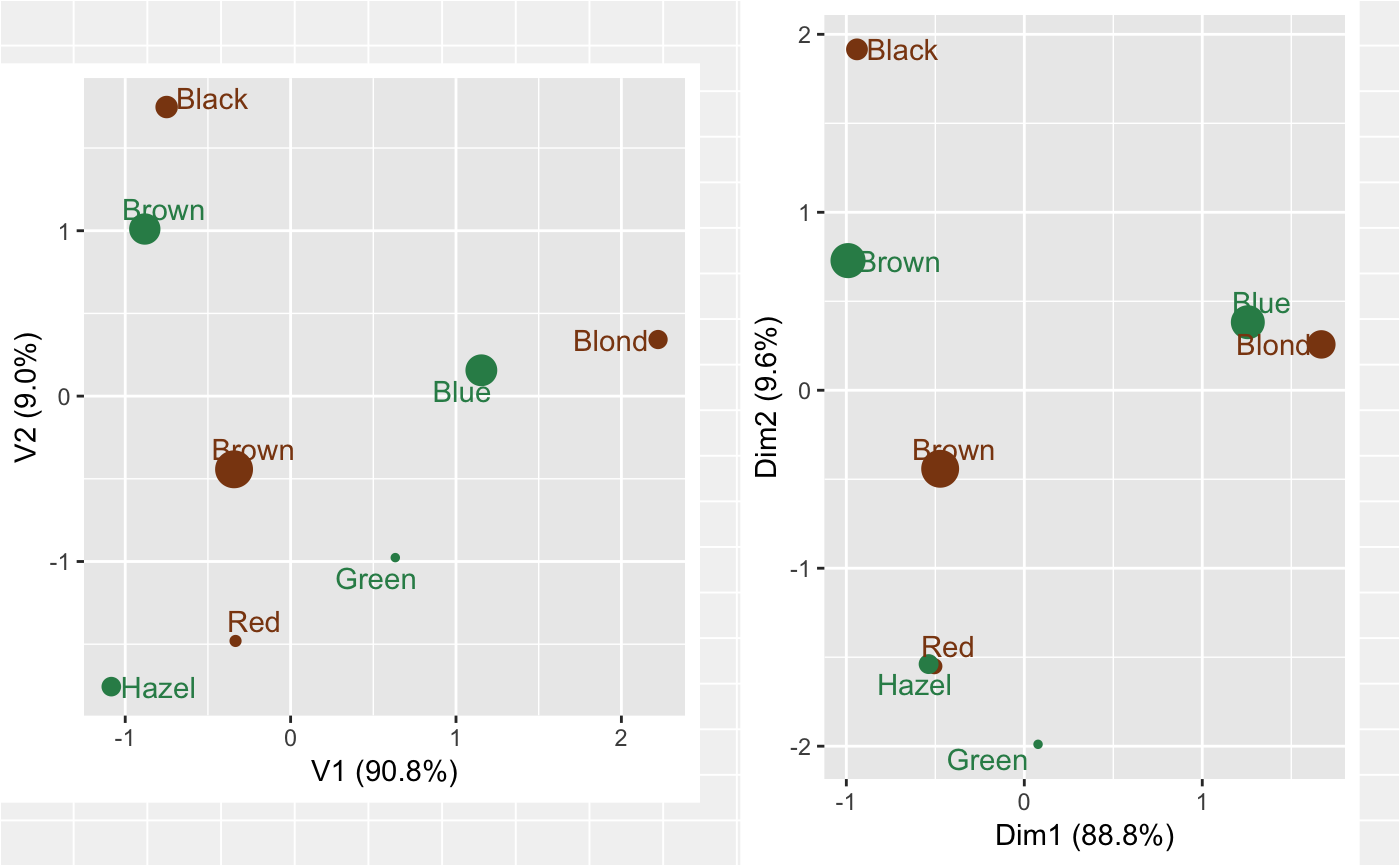 Black
Brown
Blond
Blue
Brown
Green
Red
Hazel
1
0
-1
-1
0
1
2
V1 (90.8%)
V2 (9.0%)
Black
Brown
Blue
Blond
Brown
Red
Hazel
Green
2
1
0
-1
-2
-1
0
1
Dim1 (88.8%)
Dim2 (9.6%)